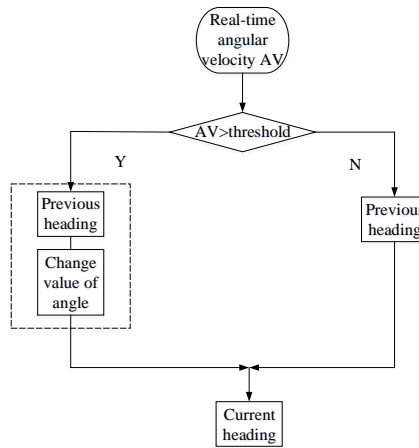 Real-time
angular
velocity AV
AV>threshold
Y
N
Previous
heading
Previous
heading
Change
value of
angle
Current
heading